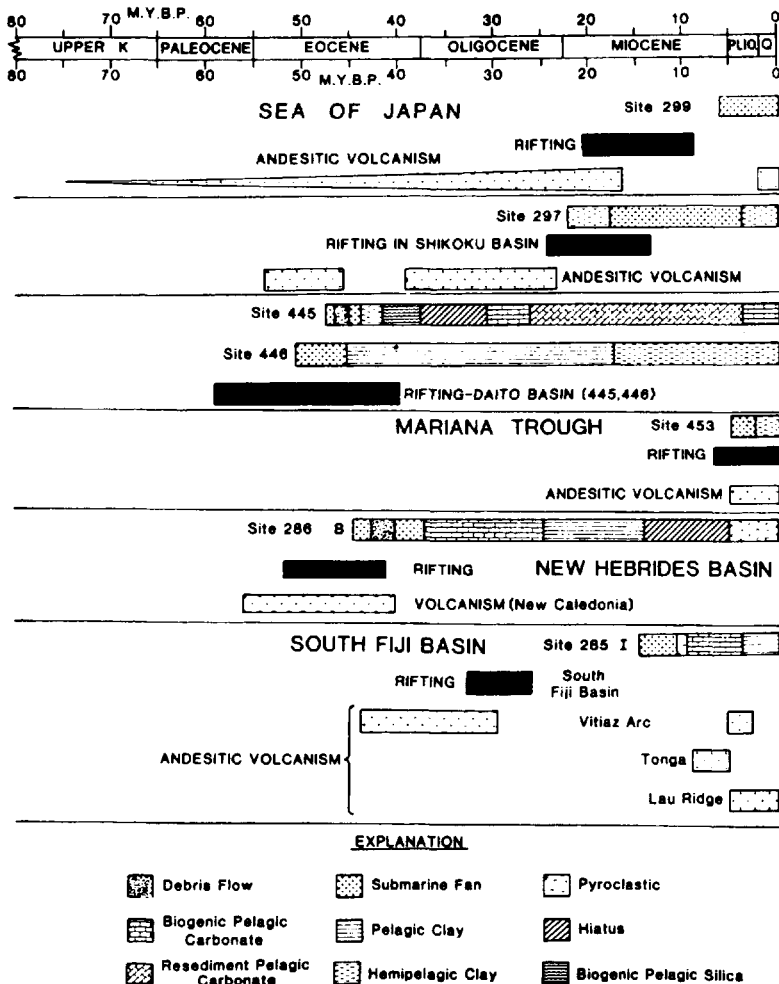 M.Y.B.P.
80 70 60 50 40 30 20 10 0
UPPER K PALEOCENE EOCENE OLIGOCENE MIOCENE PLIO. Q
80 70 60 50 40 30 20 10 0
M.Y.B.P.
SEA OF JAPAN Site 299
RIFTING
ANDESITIC VOLCANISM
Site 297
RIFTING IN SHIKOKU BASIN
ANDESITIC VOLCANISM
Site 445
Site 446
RIFTING-DAITO BASIN (445,446)
MARIANA TROUGH Site 453
RIFTING
ANDESITIC VOLCANISM
Site 286 B
RIFTING NEW HEBRIDES BASIN
VOLCANISM (New Caledonia)
SOUTH FIJI BASIN Site 285 I
RIFTING South
Fiji Basin
Vitiaz Arc
ANDESITIC VOLCANISM Tonga
Lau Ridge
EXPLANATION
Debris Flow Submarine Fan Pyroclastic
Biogenic Pelagic Pelagic Clay Hiatus
Carbonate
Resediment Pelagic Hemipelagic Clay Biogenic Pelagic Silica
Carbonate